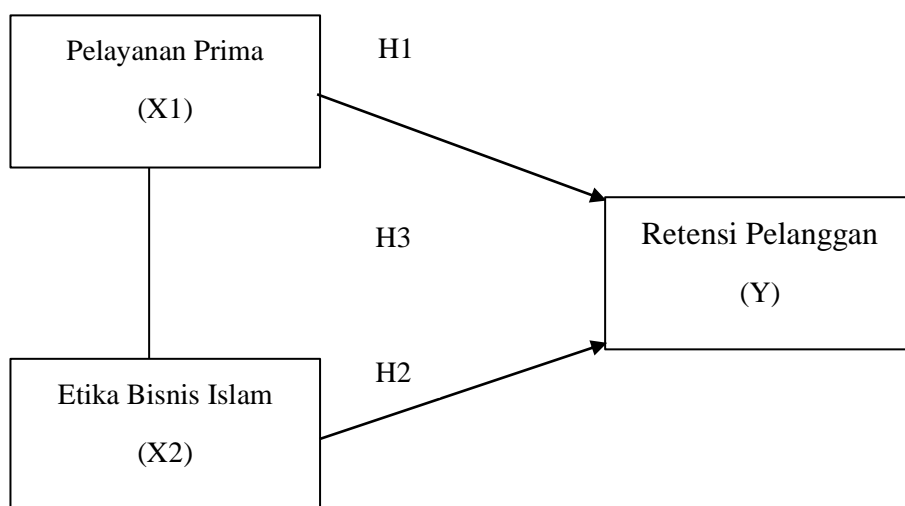 Pelayanan Prima
(X1)
H1
H3
Retensi Pelanggan
(Y)
Etika Bisnis Islam
(X2)
H2